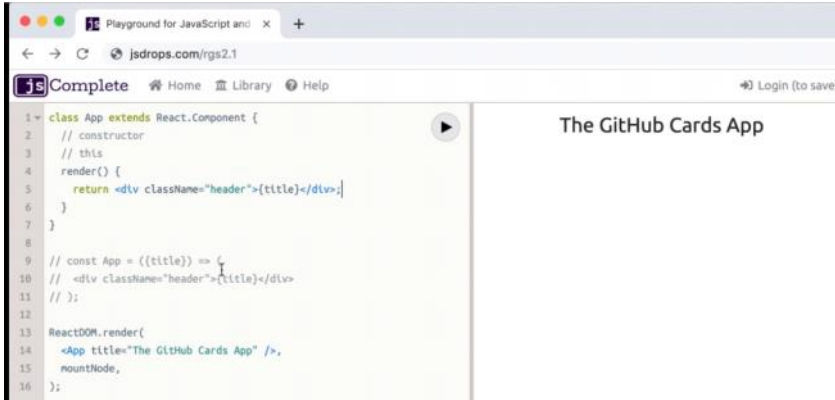 Playground for JavaScript and × +
jsdrops.com/rgs2.1
jsComplete Home Library Help Login (to save
1 class App extends React.Component {
2 // constructor
3 // this
4 render() {
5 return <div className="header">{title}</div>;
6 }
7 }
8
9 // const App = ({title}) => (
10 // <div className="header">{title}</div>
11 // );
12
13 ReactDOM.render(
14 <App title="The GitHub Cards App" />,
15 mountNode,
16 );
The GitHub Cards App